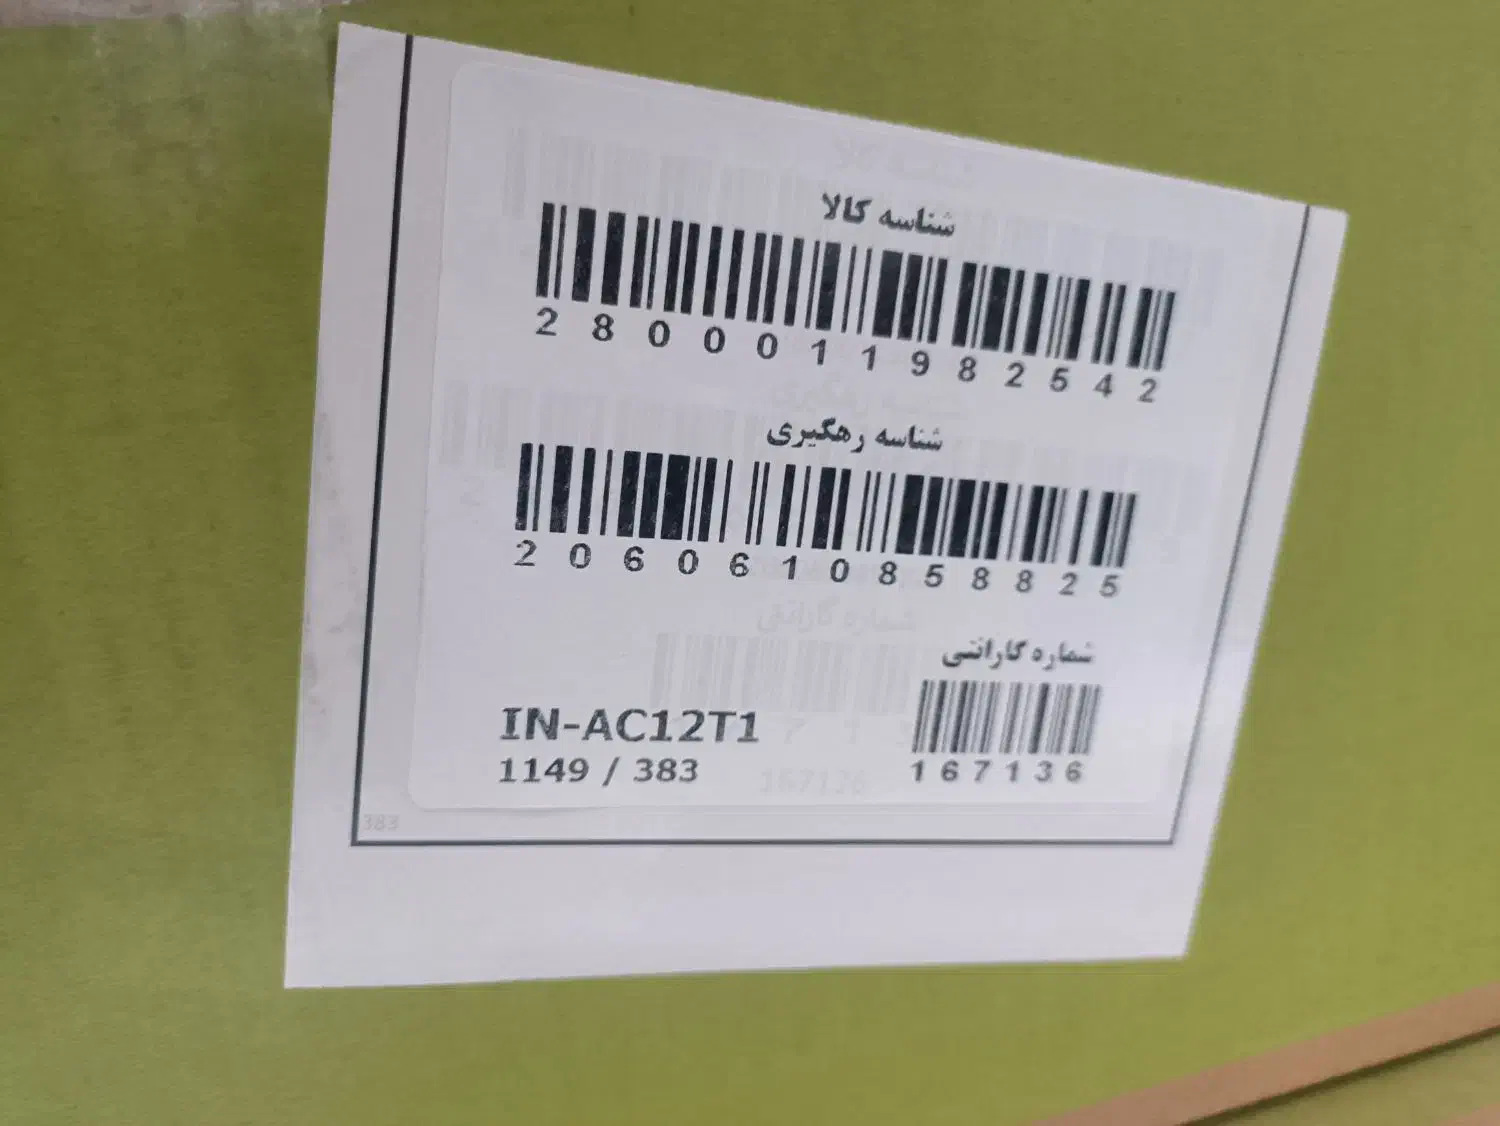 شناسه کالا
2800011982542
شناسه رهگیری
2060610858825
شماره گارانتی
167136
IN-AC12T1
1149 / 383
383